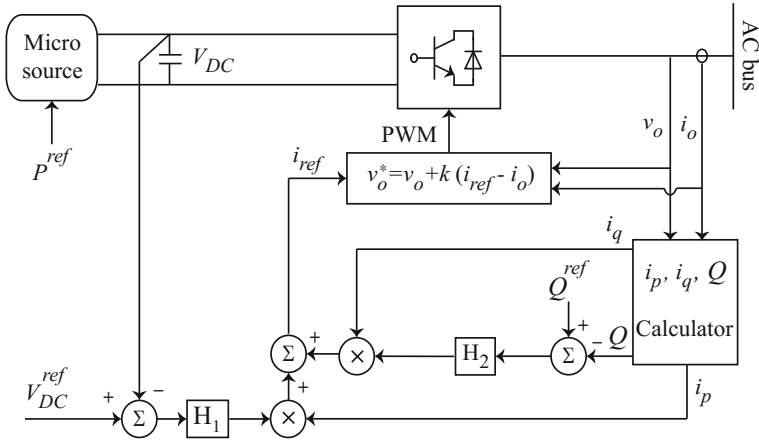 Micro
source
V_DC
AC bus
P^ref
PWM
v_o
i_o
i_ref
v_o^*=v_o+k (i_ref - i_o)
i_q
Q^ref
i_p, i_q, Q
Calculator
+
− Q
Σ
+
×
H_2
Σ
+
i_p
V_DC^ref
+
−
Σ
H_1
×